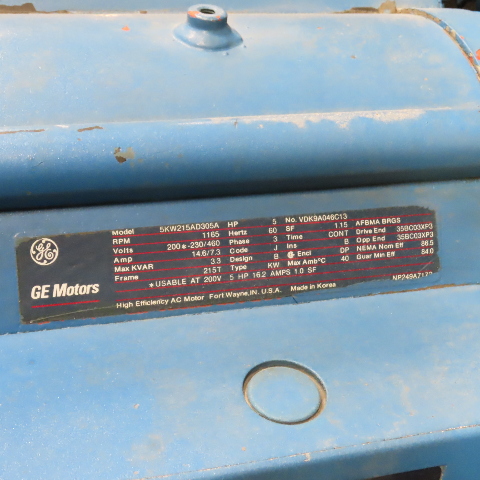 GE
GE Motors
Model 5KW215AD305A HP 5 No. VDK9A046C13
RPM 1165 Hertz 60 SF 1.15 AFBMA BRGS
Volts 200*-230/460 Phase 3 Time CONT Drive End 35BC03XP3
Amp 14.6/7.3 Code J Ins B Opp End 35BC03XP3
Max KVAR 3.3 Design B Encl DP NEMA Nom Eff 86.5
Frame 215T Type KW Max Amb°C 40 Guar Min Eff 84.0
*USABLE AT 200V 5 HP 16.2 AMPS 1.0 SF
High Efficiency AC Motor Fort Wayne, IN. U.S.A. Made in Korea